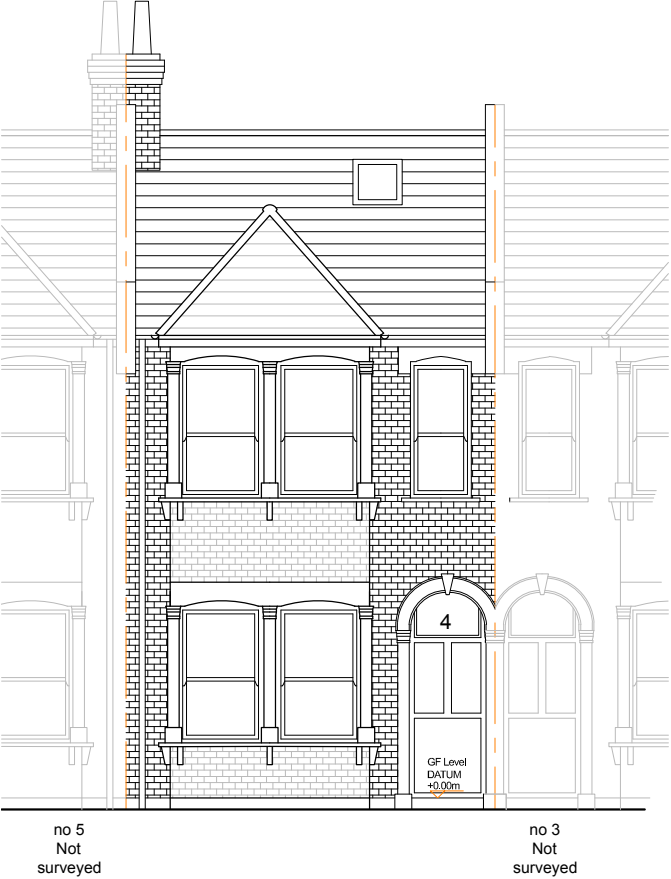 4
GF Level
DATUM
+0.00m
no 5
Not
surveyed
no 3
Not
surveyed